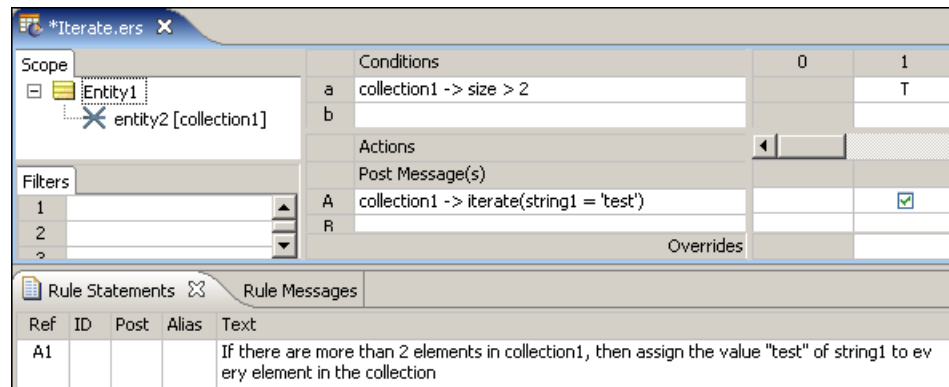 *Iterate.ers
Scope
Entity1
entity2 [collection1]
Filters
1
2
3
Conditions 0 1
a collection1 -> size > 2 T
b
Actions
Post Message(s)
A collection1 -> iterate(string1 = 'test')
B
Overrides
Rule Statements Rule Messages
Ref ID Post Alias Text
A1 If there are more than 2 elements in collection1, then assign the value "test" of string1 to ev
ery element in the collection